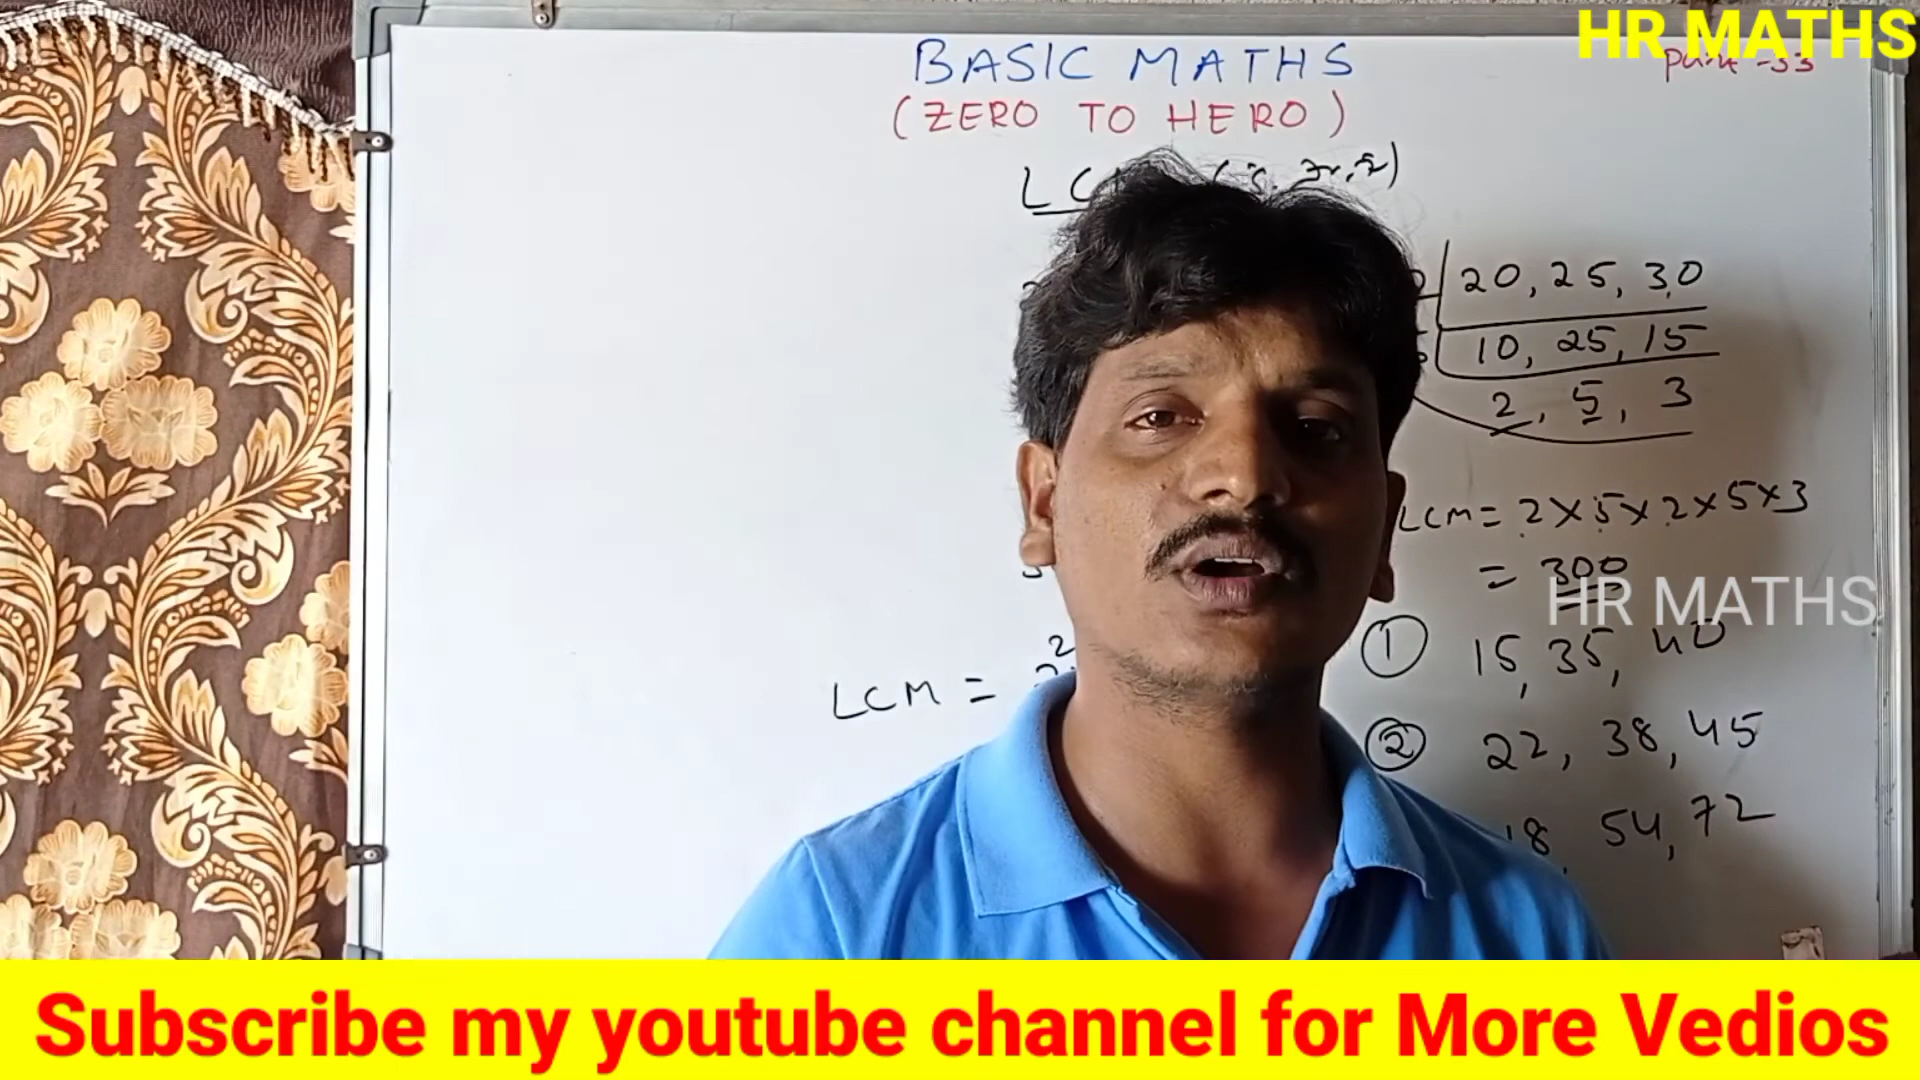 HR MATHS
BASIC MATHS
Part-33
(ZERO TO HERO)
20, 25, 30
10, 25, 15
2, 5, 3
LCM = 2×5×2×5×3
= 300
HR MATHS
① 15, 35, 40
LCM =
② 22, 38, 45
18, 54, 72
Subscribe my youtube channel for More Vedios